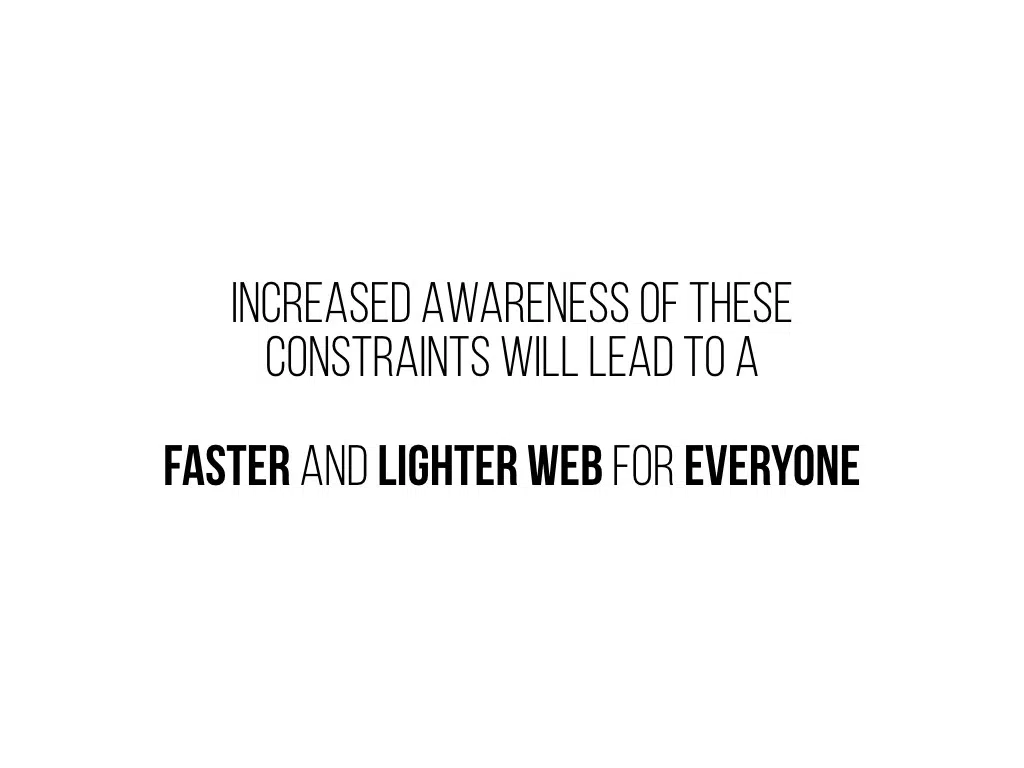 INCREASED AWARENESS OF THESE
CONSTRAINTS WILL LEAD TO A
FASTER AND LIGHTER WEB FOR EVERYONE